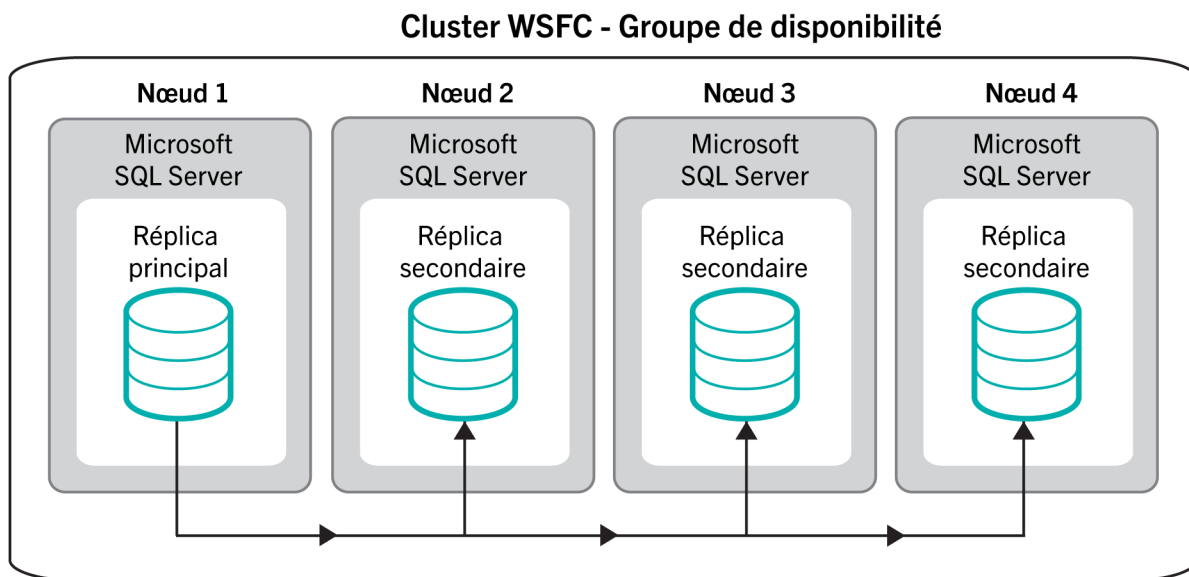 Cluster WSFC - Groupe de disponibilité
Nœud 1
Microsoft
SQL Server
Réplica
principal
Nœud 2
Microsoft
SQL Server
Réplica
secondaire
Nœud 3
Microsoft
SQL Server
Réplica
secondaire
Nœud 4
Microsoft
SQL Server
Réplica
secondaire